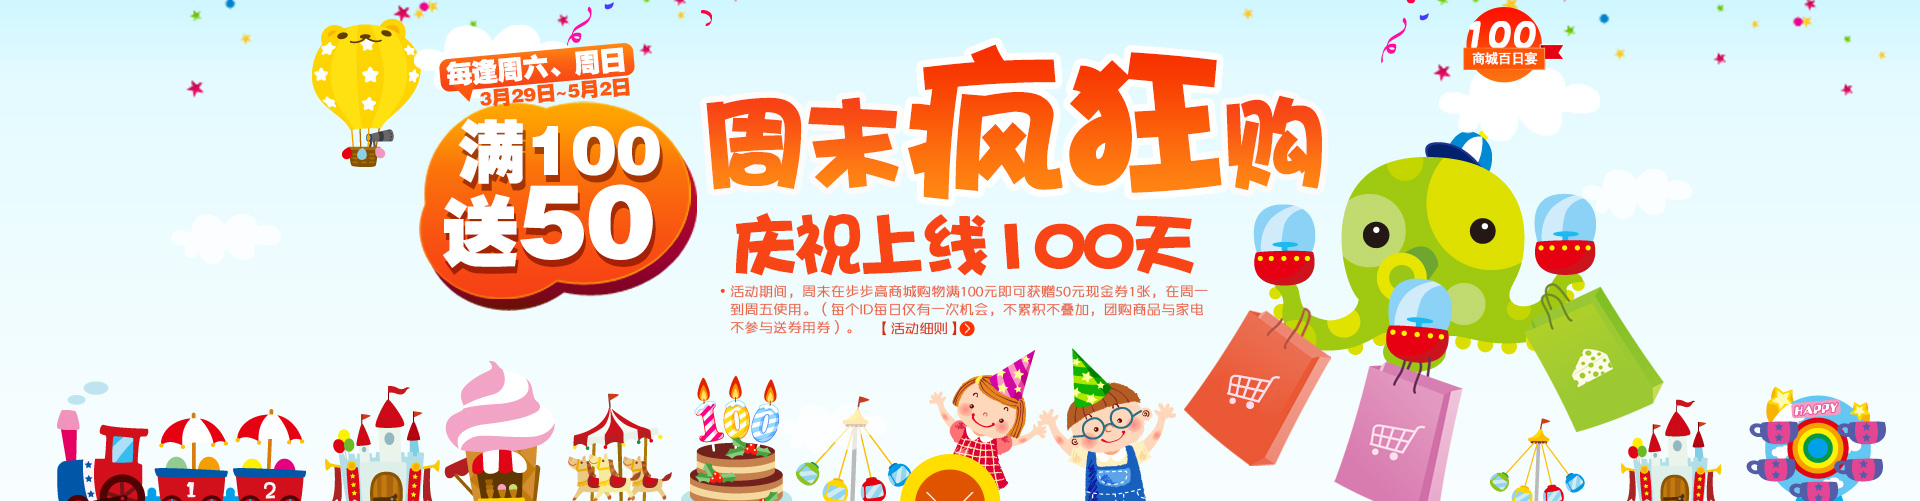 每逢周六、周日
3月29日~5月2日
满100
送50
周末疯狂购
庆祝上线100天
• 活动期间，周末在步步高商城购物满100元即可获赠50元现金券1张，在周一
到周五使用。（每个ID每日仅有一次机会，不累积不叠加，团购商品与家电
不参与送券用券）。 【活动细则】
100
商城百日宴
1
2
100
HAPPY